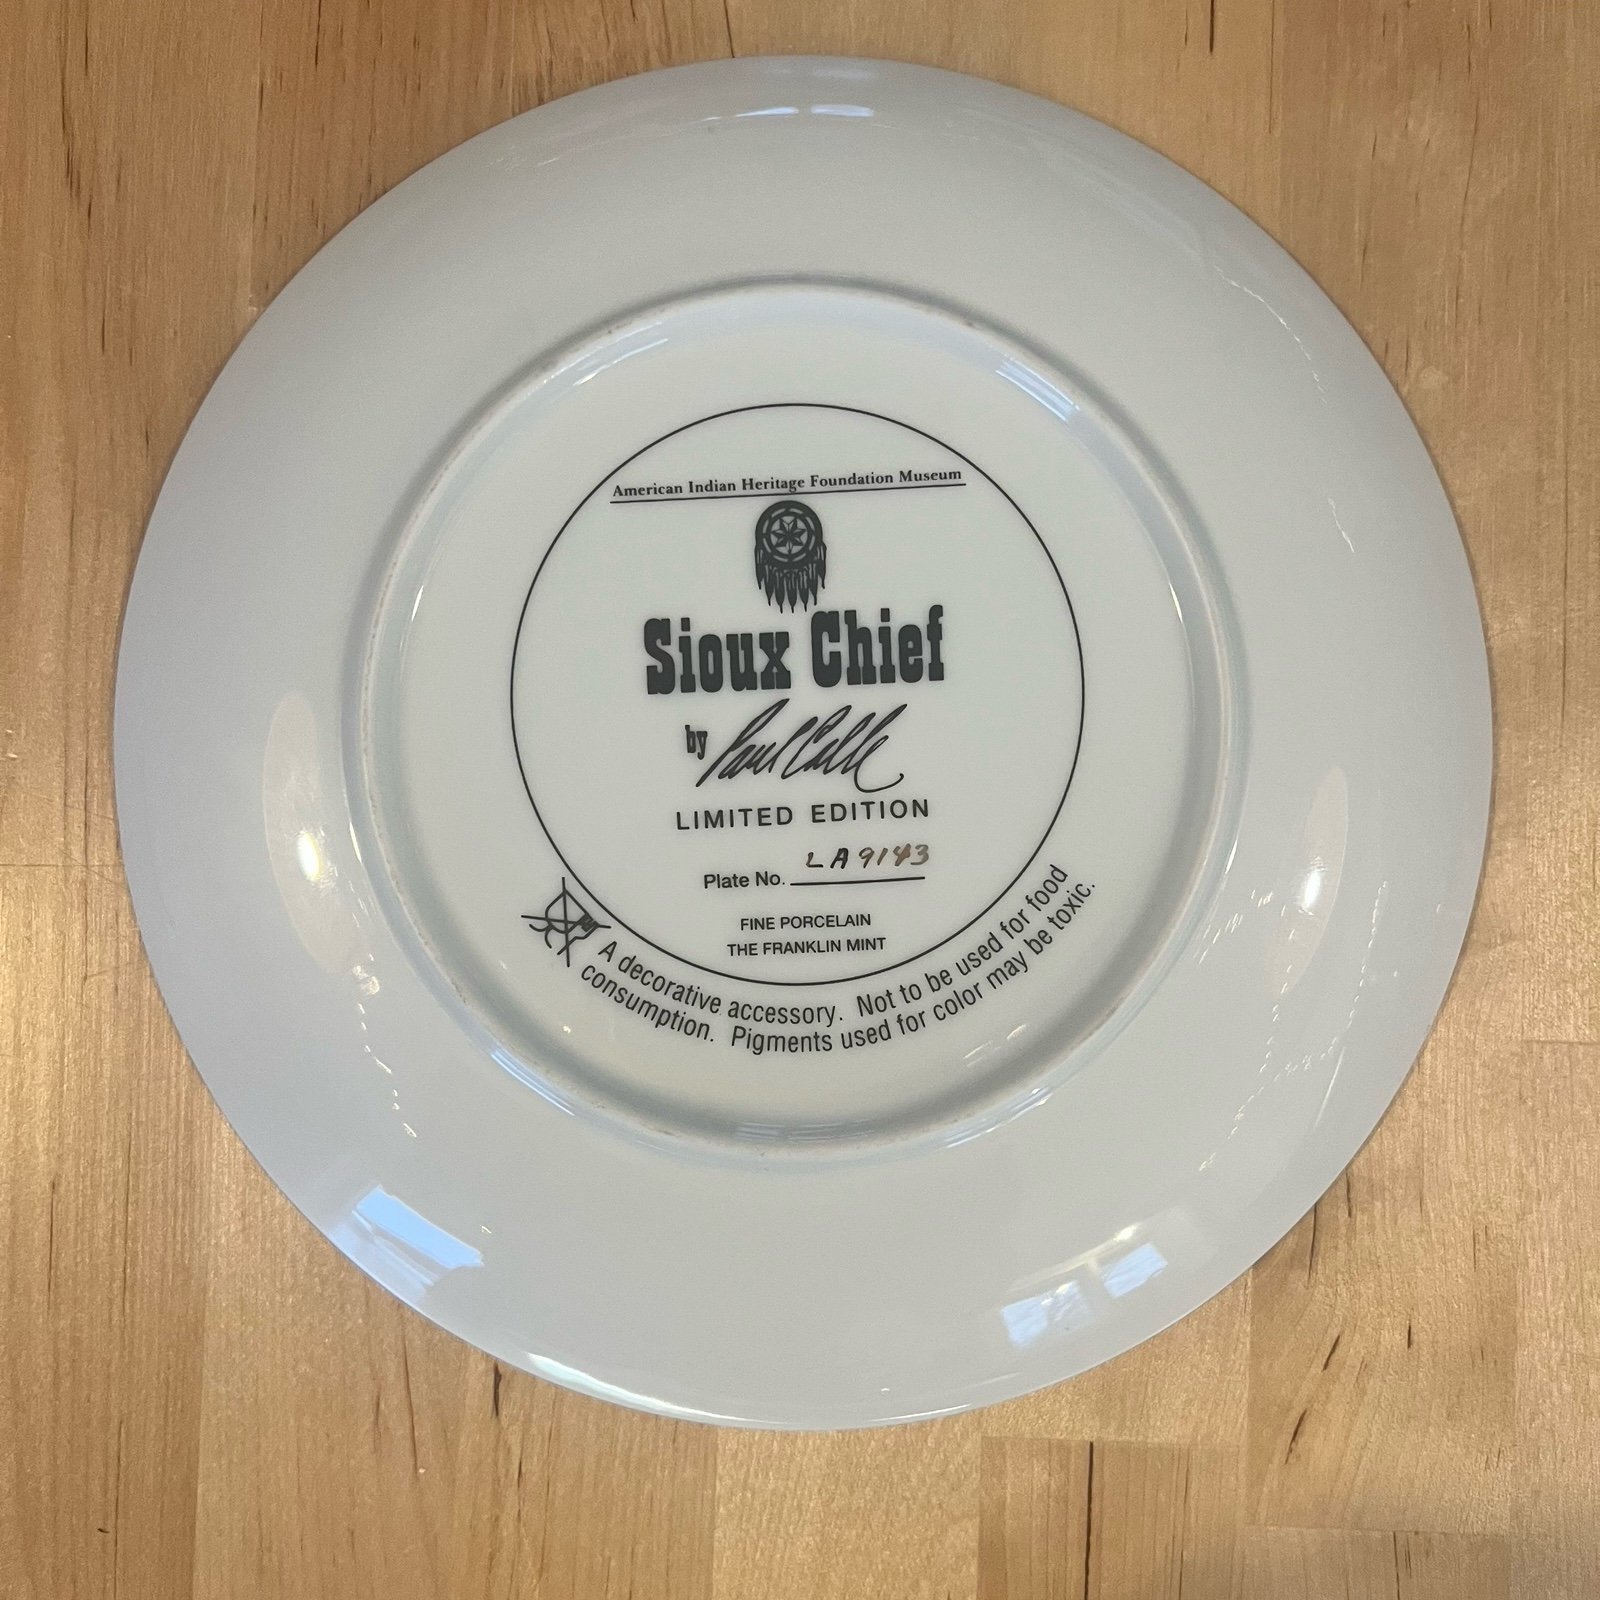 American Indian Heritage Foundation Museum
Sioux Chief
by Paul Calle
LIMITED EDITION
Plate No. LA9143
FINE PORCELAIN
THE FRANKLIN MINT
A decorative accessory. Not to be used for food
consumption. Pigments used for color may be toxic.